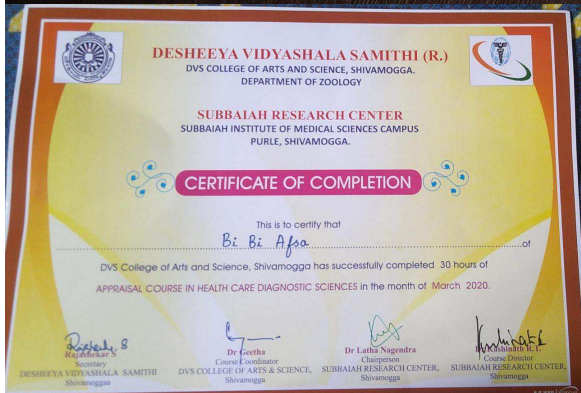 DESHEEYA VIDYASHALA SAMITHI (R.)
DVS COLLEGE OF ARTS AND SCIENCE, SHIVAMOGGA.
DEPARTMENT OF ZOOLOGY
SUBBAIAH RESEARCH CENTER
SUBBAIAH INSTITUTE OF MEDICAL SCIENCES CAMPUS
PURLE, SHIVAMOGGA.
CERTIFICATE OF COMPLETION
This is to certify that
Bi Bi Afsa of
DVS College of Arts and Science, Shivamogga has successfully completed 30 hours of
APPRAISAL COURSE IN HEALTH CARE DIAGNOSTIC SCIENCES in the month of March 2020.
Rajashekar S
Secretary
DESHEEYA VIDYASHALA SAMITHI
Shivamoggaa
Dr Geetha
Course Coordinator
DVS COLLEGE OF ARTS & SCIENCE,
Shivamogga
Dr Latha Nagendra
Chairperson
SUBBAIAH RESEARCH CENTER,
Shivamogga
Kashinath R.T.
Course Director
SUBBAIAH RESEARCH CENTER,
Shivamogga